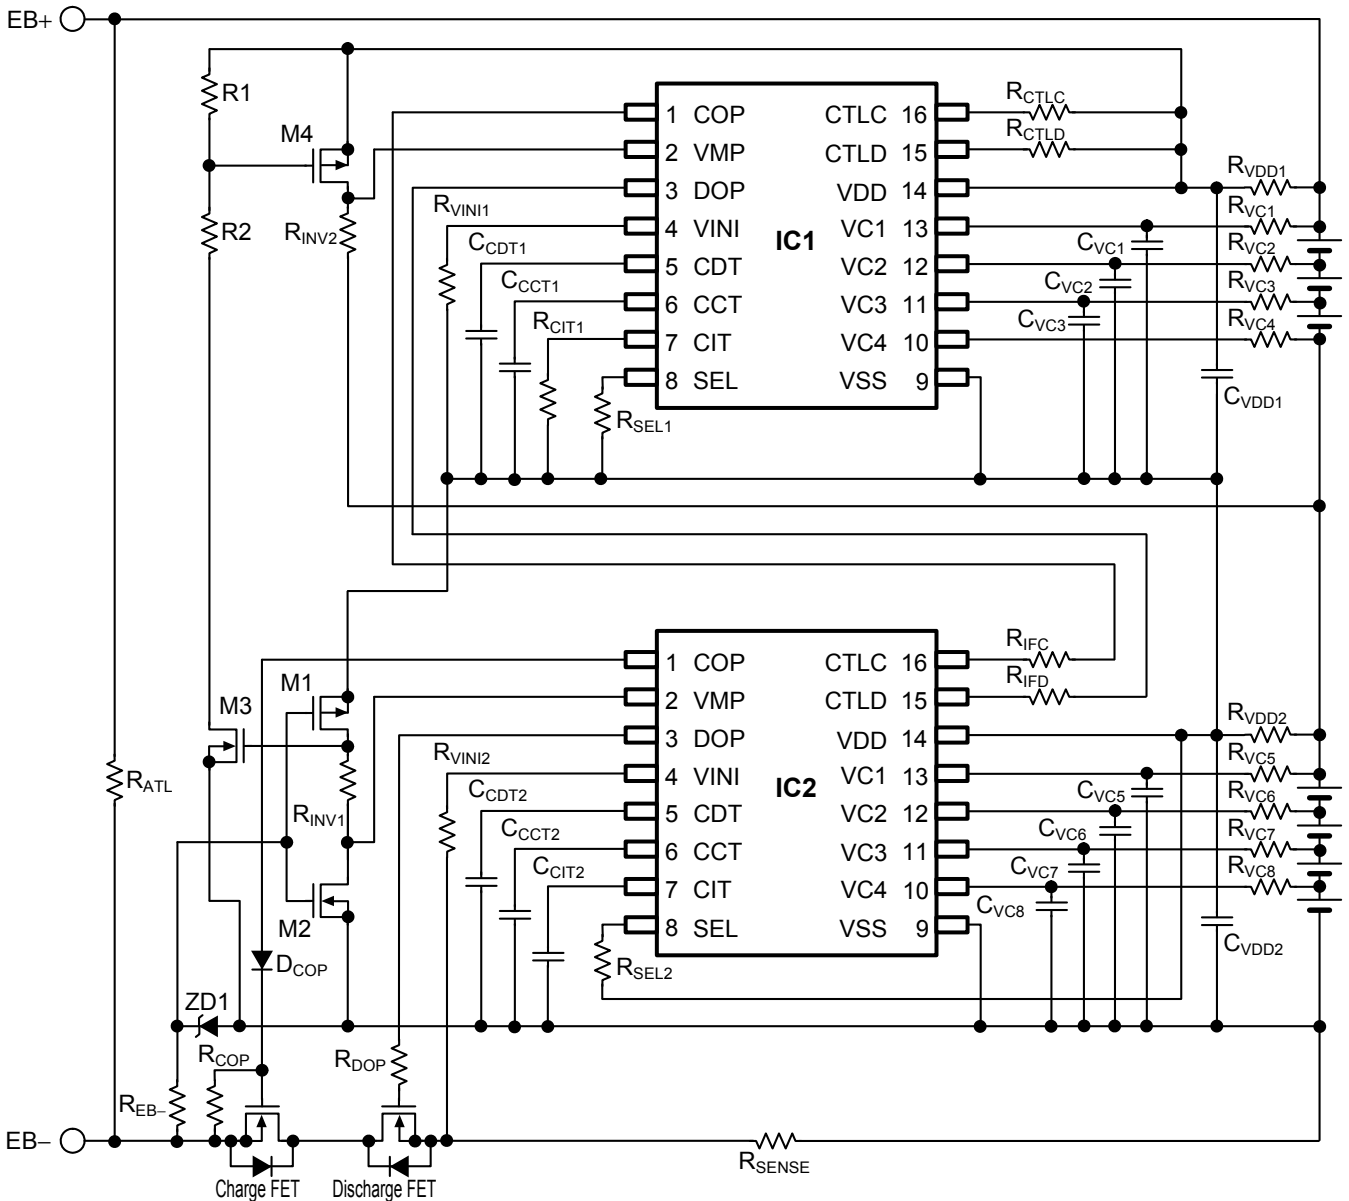 EB+
R1
M4
R2
RINV2
RVINI1
CCDT1
CCCT1
RCIT1
RSEL1
1 COP CTLC 16
2 VMP CTLD 15
3 DOP VDD 14
4 VINI VC1 13
5 CDT VC2 12
6 CCT VC3 11
7 CIT VC4 10
8 SEL VSS 9
IC1
RCTLC
RCTLD
RVDD1
RVC1
RVC2
RVC3
RVC4
CVC1
CVC2
CVC3
CVDD1
M1
M3
RATL
RINV1
M2
DCOP
ZD1
RVINI2
CCDT2
CCCT2
CCIT2
RSEL2
1 COP CTLC 16
2 VMP CTLD 15
3 DOP VDD 14
4 VINI VC1 13
5 CDT VC2 12
6 CCT VC3 11
7 CIT VC4 10
8 SEL VSS 9
IC2
RIFC
RIFD
RVDD2
RVC5
RVC6
RVC7
RVC8
CVC5
CVC6
CVC7
CVC8
CVDD2
RCOP
RDOP
REB−
EB−
RSENSE
Charge FET
Discharge FET